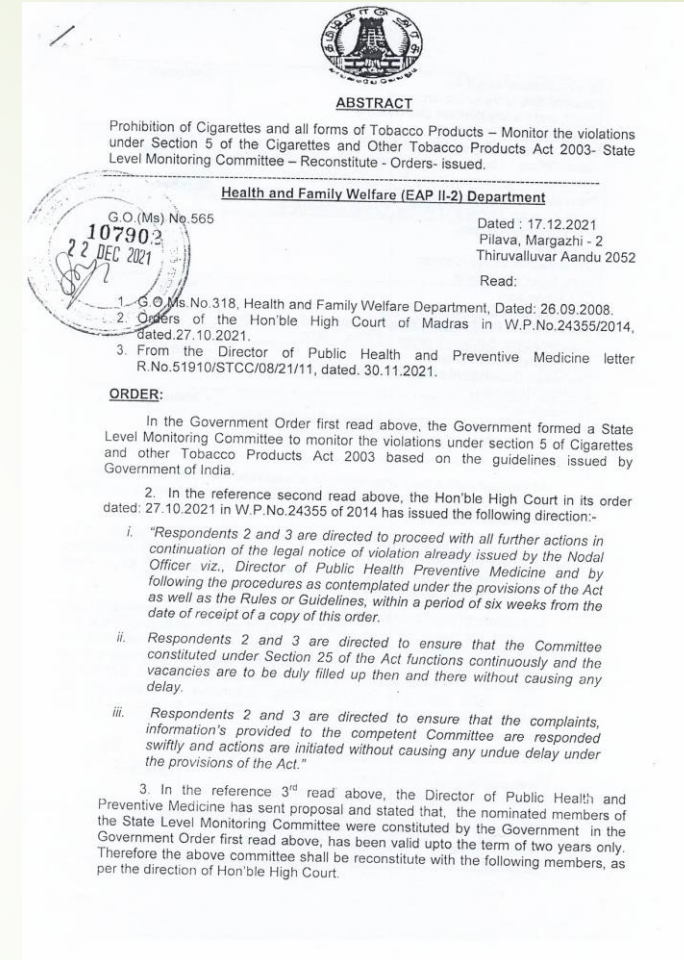 தமிழ்நாடு அரசு
வாய்மையே வெல்லும்
ABSTRACT
Prohibition of Cigarettes and all forms of Tobacco Products – Monitor the violations
under Section 5 of the Cigarettes and Other Tobacco Products Act 2003- State
Level Monitoring Committee – Reconstitute - Orders- issued.
Health and Family Welfare (EAP II-2) Department
G.O.(Ms) No.565
107903
22 DEC 2021
Dated : 17.12.2021
Pilava, Margazhi - 2
Thiruvalluvar Aandu 2052
Read:
1. G.O.Ms.No.318, Health and Family Welfare Department, Dated: 26.09.2008.
2. Orders of the Hon'ble High Court of Madras in W.P.No.24355/2014,
dated.27.10.2021.
3. From the Director of Public Health and Preventive Medicine letter
R.No.51910/STCC/08/21/11, dated. 30.11.2021.
ORDER:
In the Government Order first read above, the Government formed a State
Level Monitoring Committee to monitor the violations under section 5 of Cigarettes
and other Tobacco Products Act 2003 based on the guidelines issued by
Government of India.
2. In the reference second read above, the Hon'ble High Court in its order
dated: 27.10.2021 in W.P.No.24355 of 2014 has issued the following direction:-
i. "Respondents 2 and 3 are directed to proceed with all further actions in
continuation of the legal notice of violation already issued by the Nodal
Officer viz., Director of Public Health Preventive Medicine and by
following the procedures as contemplated under the provisions of the Act
as well as the Rules or Guidelines, within a period of six weeks from the
date of receipt of a copy of this order.
ii. Respondents 2 and 3 are directed to ensure that the Committee
constituted under Section 25 of the Act functions continuously and the
vacancies are to be duly filled up then and there without causing any
delay.
iii. Respondents 2 and 3 are directed to ensure that the complaints,
information's provided to the competent Committee are responded
swiftly and actions are initiated without causing any undue delay under
the provisions of the Act."
3. In the reference 3rd read above, the Director of Public Health and
Preventive Medicine has sent proposal and stated that, the nominated members of
the State Level Monitoring Committee were constituted by the Government in the
Government Order first read above, has been valid upto the term of two years only.
Therefore the above committee shall be reconstitute with the following members, as
per the direction of Hon'ble High Court.